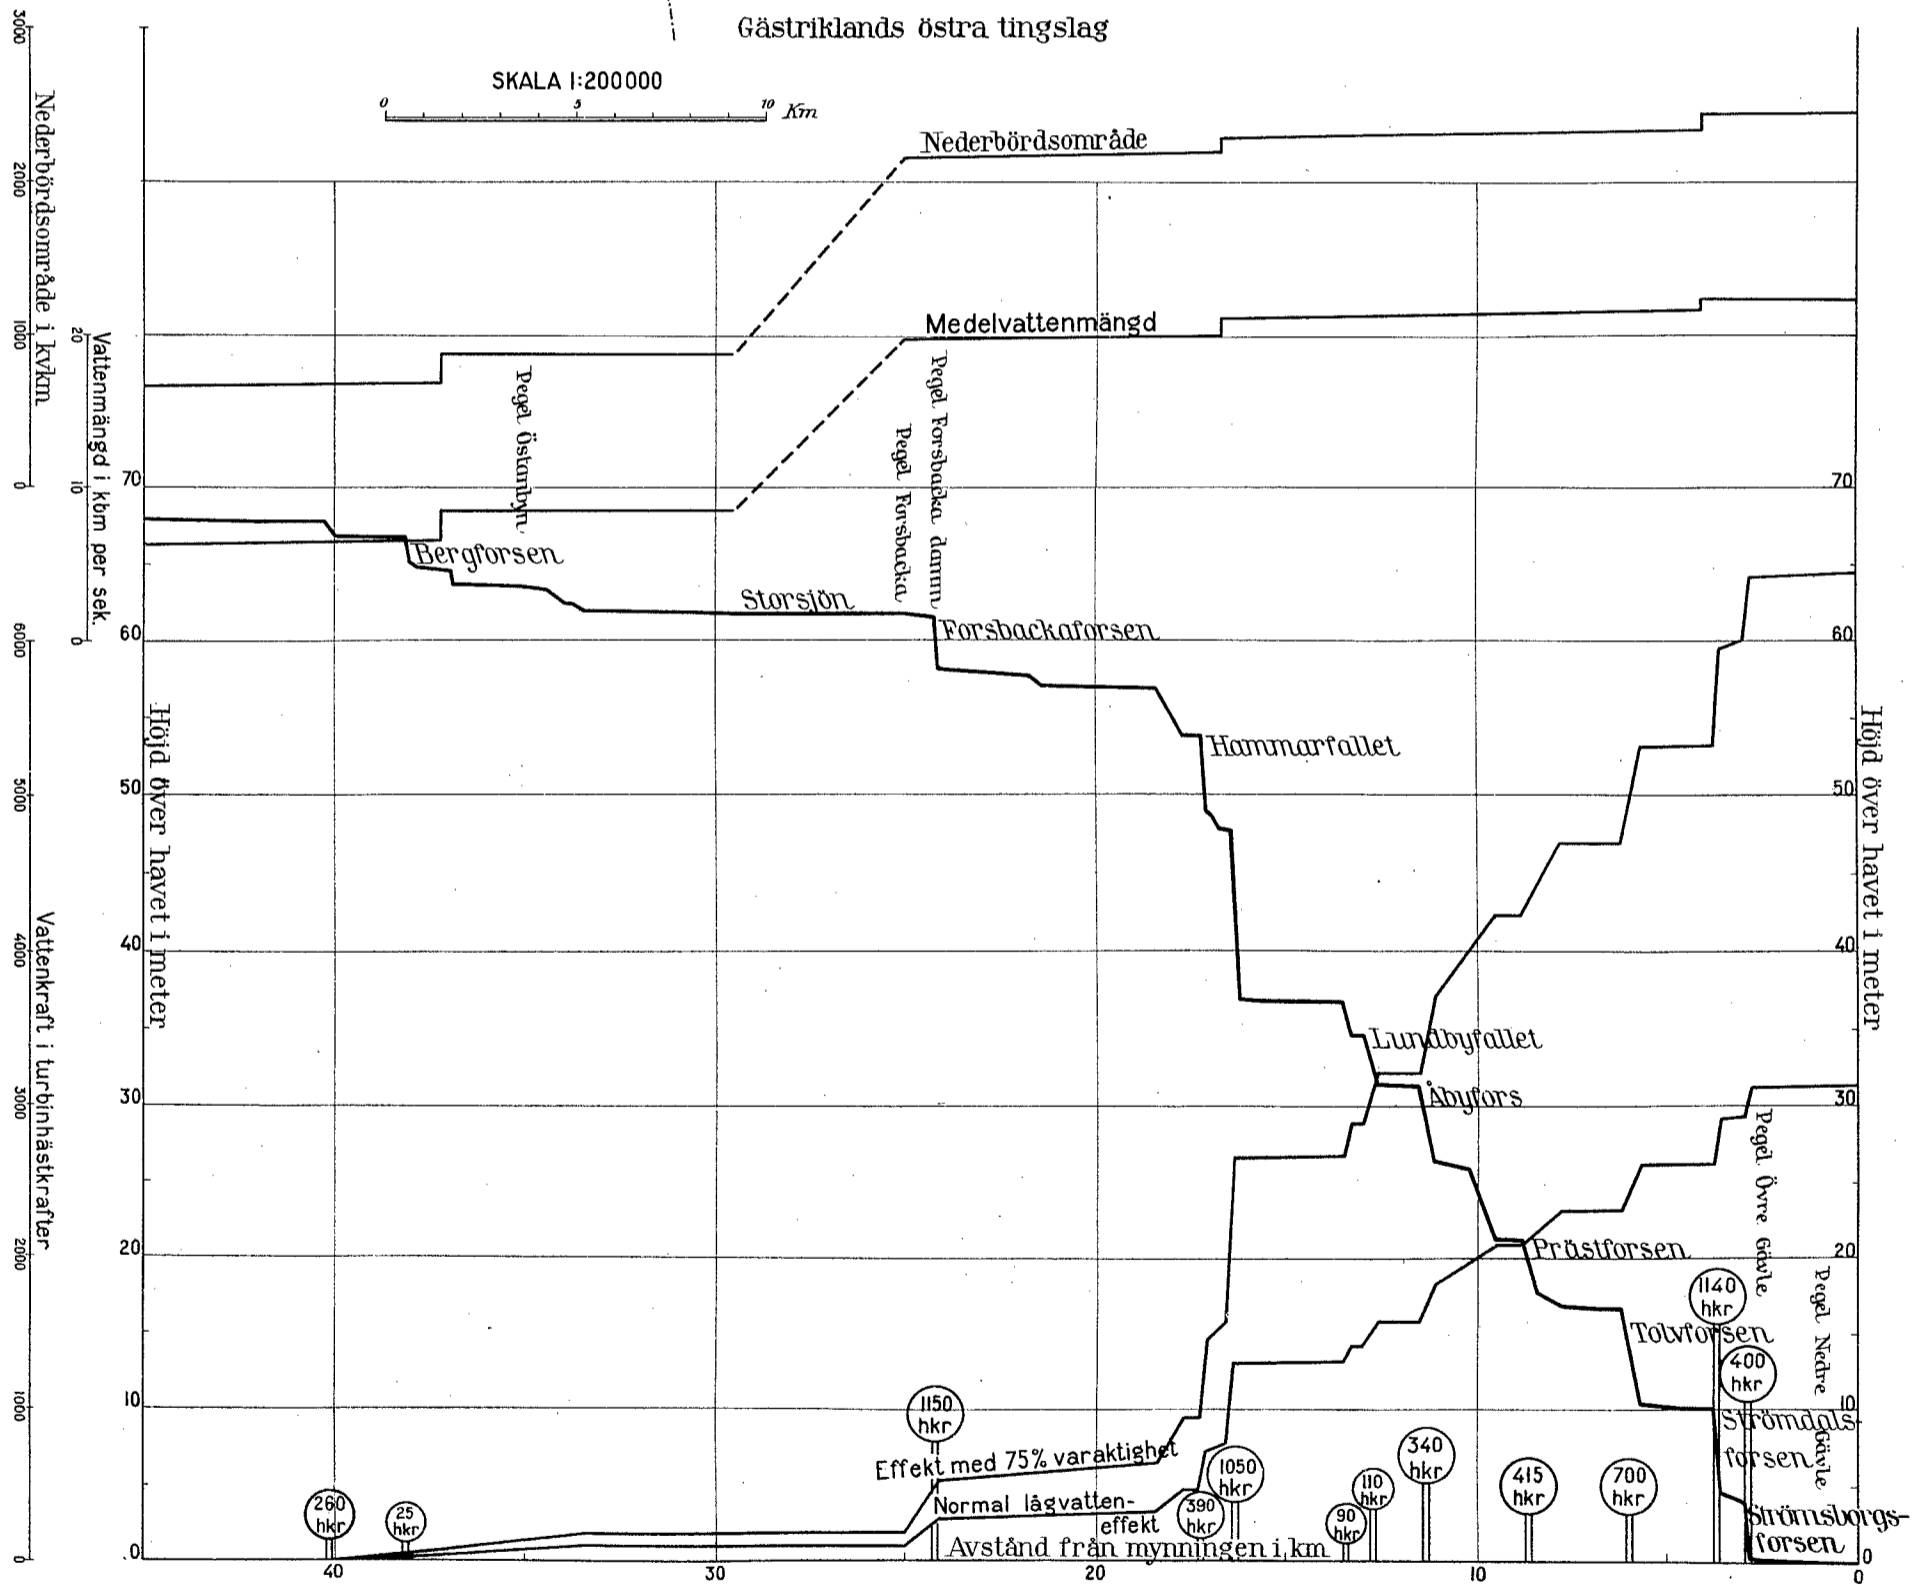 Gästriklands östra tingslag
SKALA 1:200000
0 5 10 Km
3000
2000
1000
0
Nederbördsområde i kvkm
20
10
0
Vattenmängd i kbm per sek.
6000
5000
4000
3000
2000
1000
0
Vattenkraft i turbinhästkrafter
70
60
50
40
30
20
10
0
Höjd över havet i meter
Nederbördsområde
Medelvattenmängd
Pegel Östanbyn
Pegel Forsbacka
Pegel Forsbacka damm
Bergforsen
Storsjön
Forsbackaforsen
Hammarfallet
Lundbyfallet
Åbyfors
Prästforsen
Tolvforsen
Strömdals-
forsen
Strömsborgs-
forsen
Pegel Övre Gävle
Pegel Nedre Gävle
Effekt med 75% varaktighet
Normal lågvatten-
effekt
Avstånd från mynningen i km
260
hkr
25
hkr
1150
hkr
390
hkr
1050
hkr
90
hkr
110
hkr
340
hkr
415
hkr
700
hkr
1140
hkr
400
hkr
70
60
50
40
30
20
10
0
Höjd över havet i meter
40 30 20 10 0